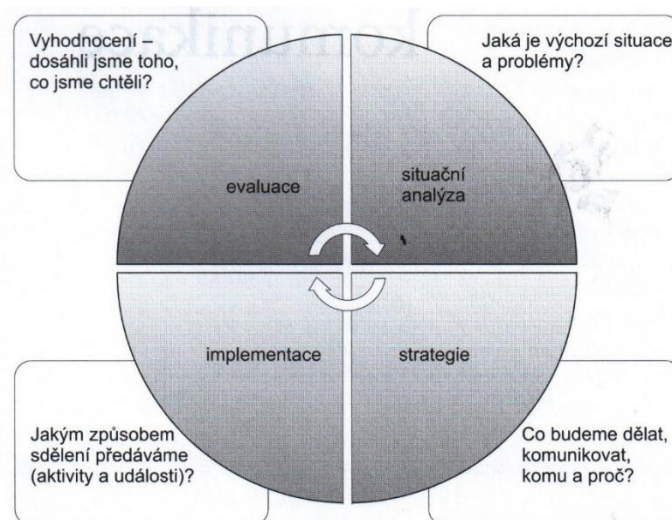 Vyhodnocení –
dosáhli jsme toho,
co jsme chtěli?
Jaká je výchozí situace
a problémy?
evaluace
situační
analýza
implementace
strategie
Jakým způsobem
sdělení předáváme
(aktivity a události)?
Co budeme dělat,
komunikovat,
komu a proč?